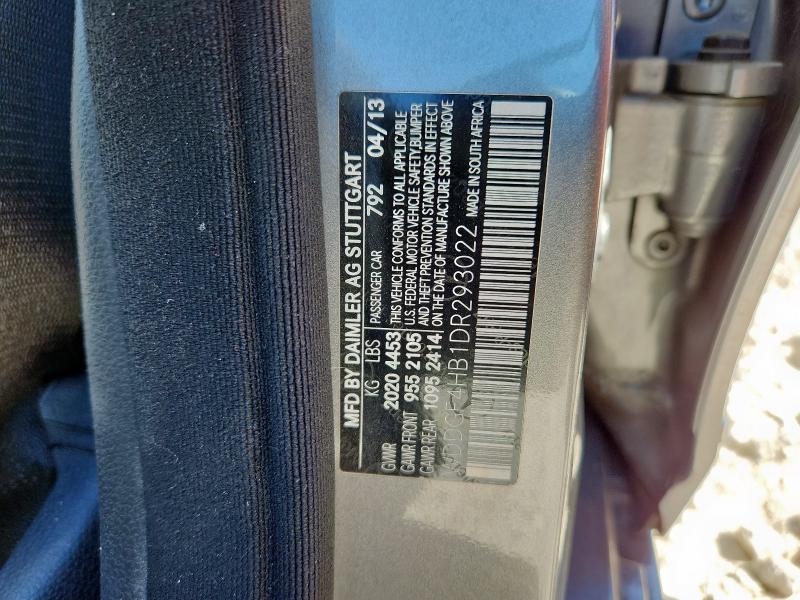 MFD BY DAIMLER AG STUTTGART
KG LBS PASSENGER CAR 792 04/13
GVWR 2020 4453 THIS VEHICLE CONFORMS TO ALL APPLICABLE
GAWR FRONT 955 2105 U.S. FEDERAL MOTOR VEHICLE SAFETY, BUMPER
GAWR REAR 1095 2414 AND THEFT PREVENTION STANDARDS IN EFFECT
ON THE DATE OF MANUFACTURE SHOWN ABOVE
WDDGF4HB1DR293022 MADE IN SOUTH AFRICA